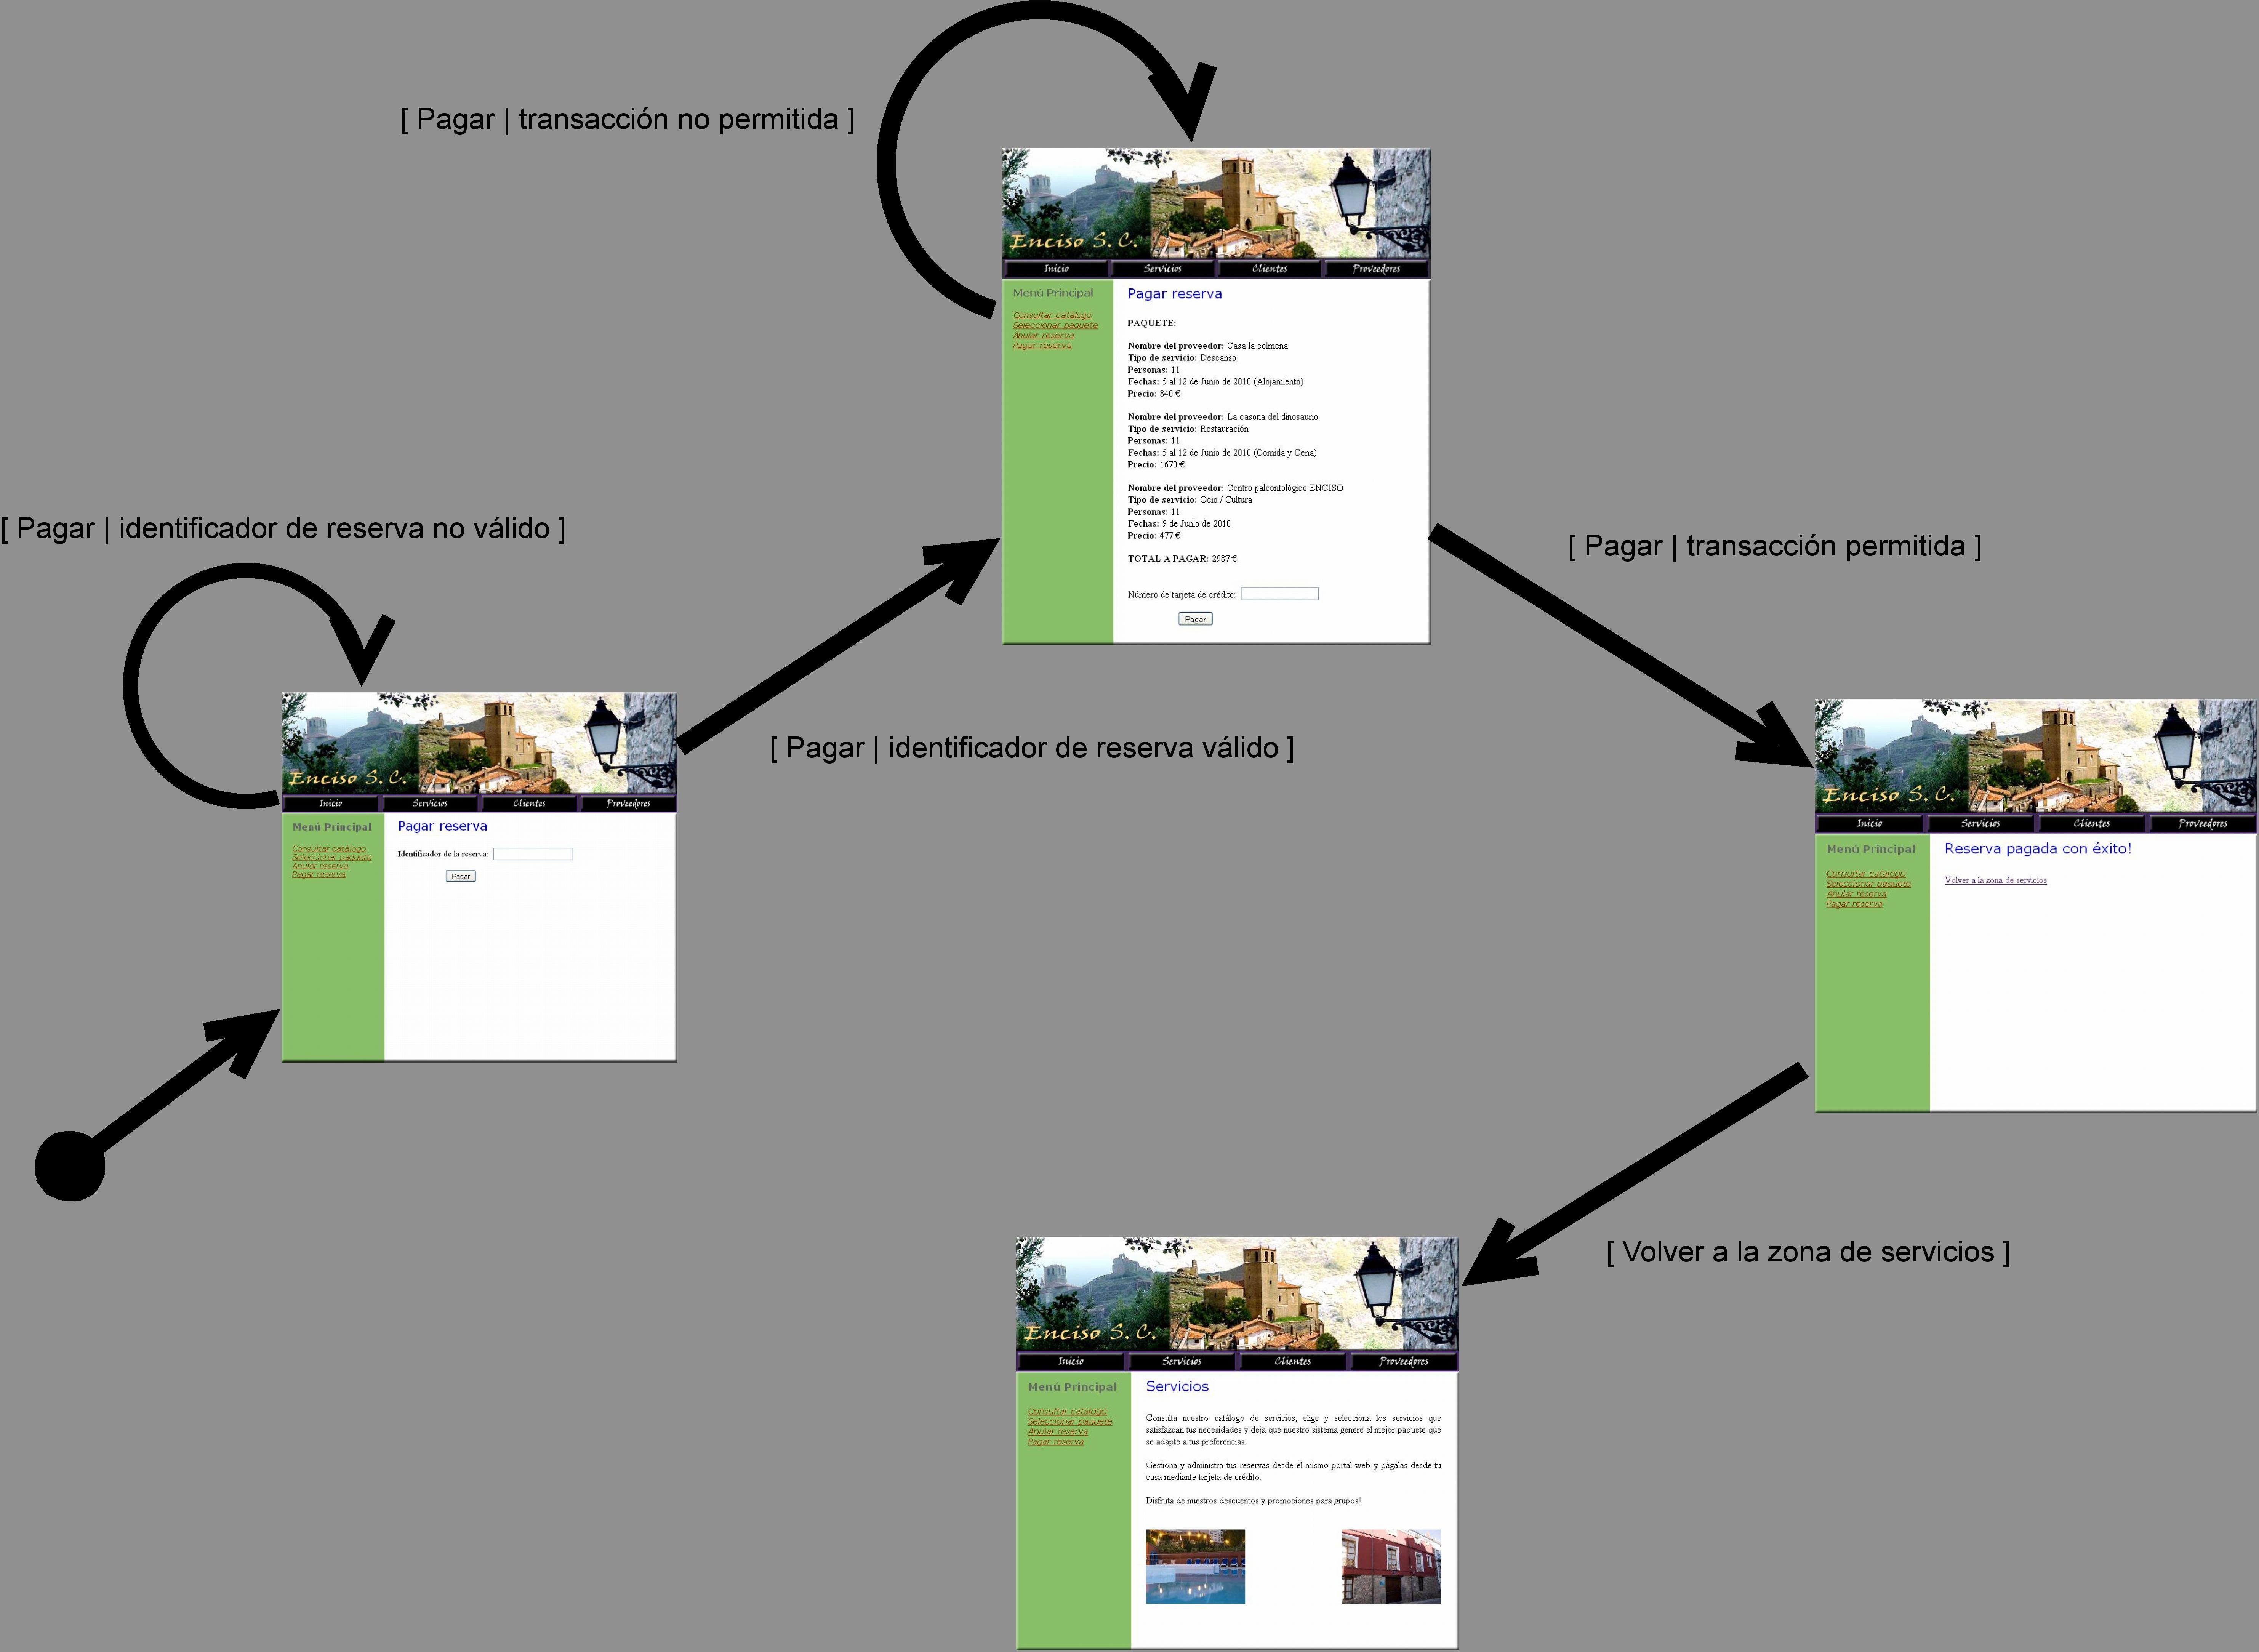 [ Pagar | transacción no permitida ]
Enciso S. C.
Inicio Servicios Clientes Proveedores
Menú Principal
Consultar catálogo
Seleccionar paquete
Anular reserva
Pagar reserva
Pagar reserva
PAQUETE:
Nombre del proveedor: Casa la colmena
Tipo de servicio: Descanso
Personas: 11
Fechas: 5 al 12 de Junio de 2010 (Alojamiento)
Precio: 840 €
Nombre del proveedor: La casona del dinosaurio
Tipo de servicio: Restauración
Personas: 11
Fechas: 5 al 12 de Junio de 2010 (Comida y Cena)
Precio: 1670 €
Nombre del proveedor: Centro paleontológico ENCISO
Tipo de servicio: Ocio / Cultura
Personas: 11
Fechas: 9 de Junio de 2010
Precio: 477 €
TOTAL A PAGAR: 2987 €
Número de tarjeta de crédito:
Pagar
[ Pagar | identificador de reserva no válido ]
[ Pagar | transacción permitida ]
Enciso S. C.
Inicio Servicios Clientes Proveedores
Menú Principal
Consultar catálogo
Seleccionar paquete
Anular reserva
Pagar reserva
Pagar reserva
Identificador de la reserva:
Pagar
[ Pagar | identificador de reserva válido ]
Enciso S. C.
Inicio Servicios Clientes Proveedores
Menú Principal
Consultar catálogo
Seleccionar paquete
Anular reserva
Pagar reserva
Reserva pagada con éxito!
Volver a la zona de servicios
[ Volver a la zona de servicios ]
Enciso S. C.
Inicio Servicios Clientes Proveedores
Menú Principal
Consultar catálogo
Seleccionar paquete
Anular reserva
Pagar reserva
Servicios
Consulta nuestro catálogo de servicios, elige y selecciona los servicios que
satisfazcan tus necesidades y deja que nuestro sistema genere el mejor paquete que
se adapte a tus preferencias.
Gestiona y administra tus reservas desde el mismo portal web y págalas desde tu
casa mediante tarjeta de crédito.
Disfruta de nuestros descuentos y promociones para grupos!